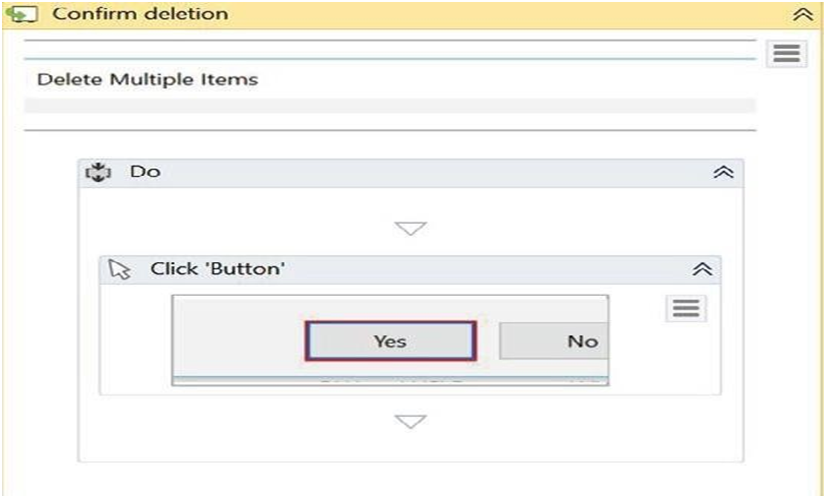 Confirm deletion
Delete Multiple Items
Do
Click 'Button'
Yes No